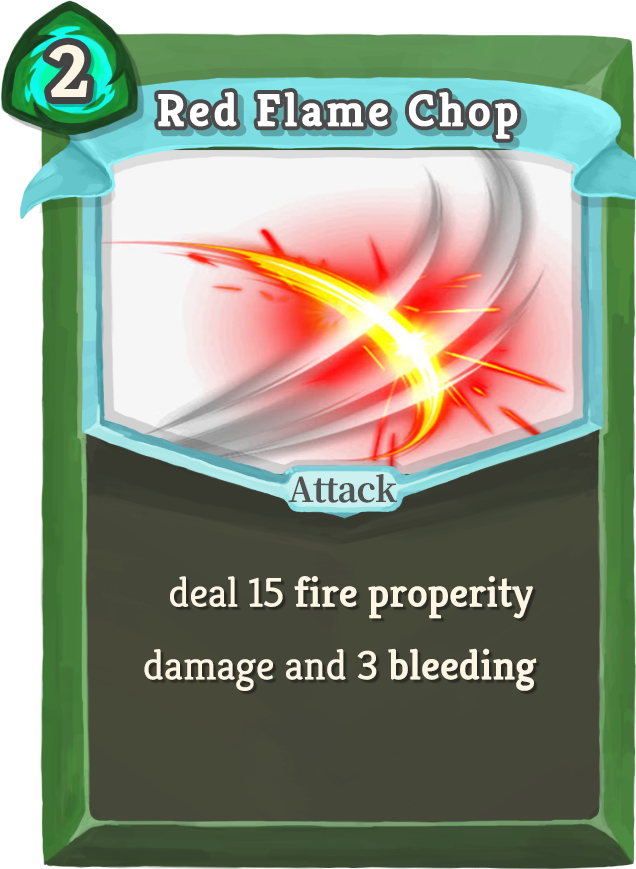 2
Red Flame Chop
Attack
deal 15 fire properity
damage and 3 bleeding